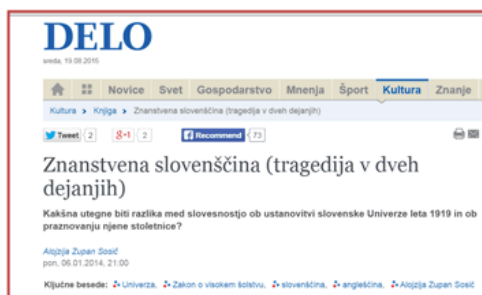 DELO
sreda, 19.08.2015
Novice Svet Gospodarstvo Mnenja Šport Kultura Znanje
Kultura > Knjiga > Znanstvena slovenščina (tragedija v dveh dejanjih)
Tweet 2 g+1 2 Recommend 73
Znanstvena slovenščina (tragedija v dveh
dejanjih)
Kakšna utegne biti razlika med slovesnostjo ob ustanovitvi slovenske Univerze leta 1919 in ob
praznovanju njene stoletnice?
Alojzija Zupan Sosič
pon, 06.01.2014, 21:00
Ključne besede: Univerza, Zakon o visokem šolstvu, slovenščina, angleščina, Alojzija Zupan Sosič